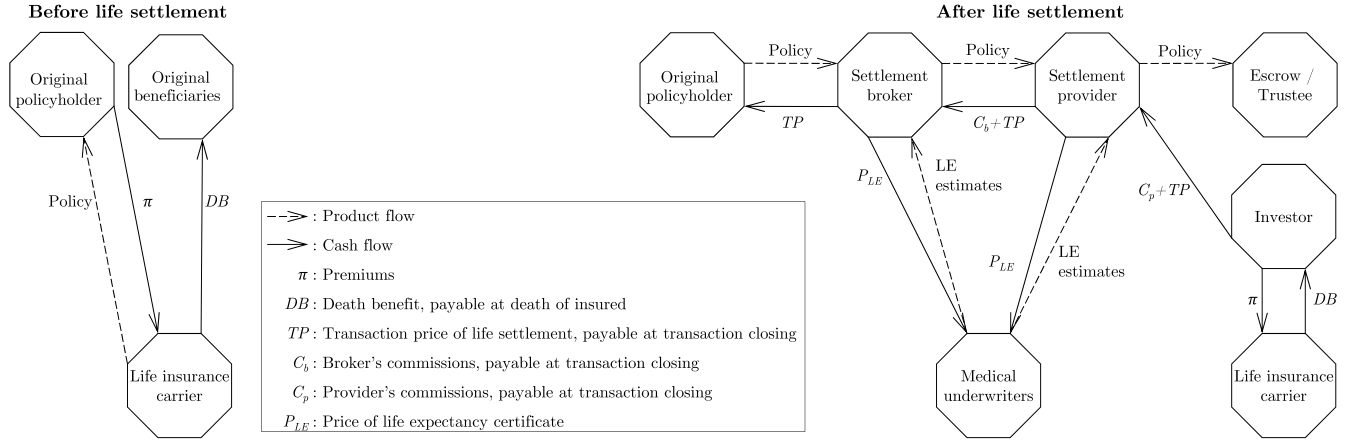 Before life settlement
Original
policyholder
Original
beneficiaries
Policy
π
DB
Life insurance
carrier
: Product flow
: Cash flow
π : Premiums
DB : Death benefit, payable at death of insured
TP : Transaction price of life settlement, payable at transaction closing
C_b : Broker's commissions, payable at transaction closing
C_p : Provider's commissions, payable at transaction closing
P_LE : Price of life expectancy certificate
After life settlement
Original
policyholder
Policy
TP
Settlement
broker
Policy
C_b+TP
Settlement
provider
Policy
Escrow /
Trustee
P_LE
LE
estimates
P_LE
LE
estimates
C_p+TP
Investor
π
DB
Medical
underwriters
Life insurance
carrier